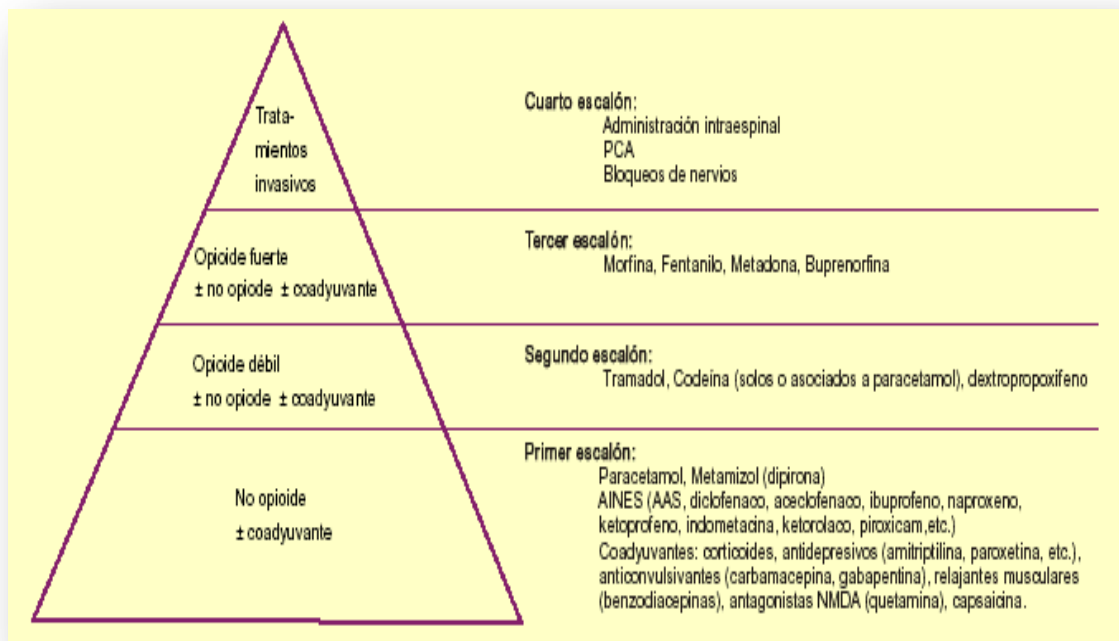 Trata-
mientos
invasivos
Cuarto escalón:
Administración intraespinal
PCA
Bloqueos de nervios
Opioide fuerte
± no opiode ± coadyuvante
Tercer escalón:
Morfina, Fentanilo, Metadona, Buprenorfina
Opioide débil
± no opiode ± coadyuvante
Segundo escalón:
Tramadol, Codeína (solos o asociados a paracetamol), dextropropoxifeno
No opioide
± coadyuvante
Primer escalón:
Paracetamol, Metamizol (dipirona)
AINES (AAS, diclofenaco, aceclofenaco, ibuprofeno, naproxeno,
ketoprofeno, indometacina, ketorolaco, piroxicam,etc.)
Coadyuvantes: corticoides, antidepresivos (amitriptilina, paroxetina, etc.),
anticonvulsivantes (carbamacepina, gabapentina), relajantes musculares
(benzodiacepinas), antagonistas NMDA (quetamina), capsaicina.